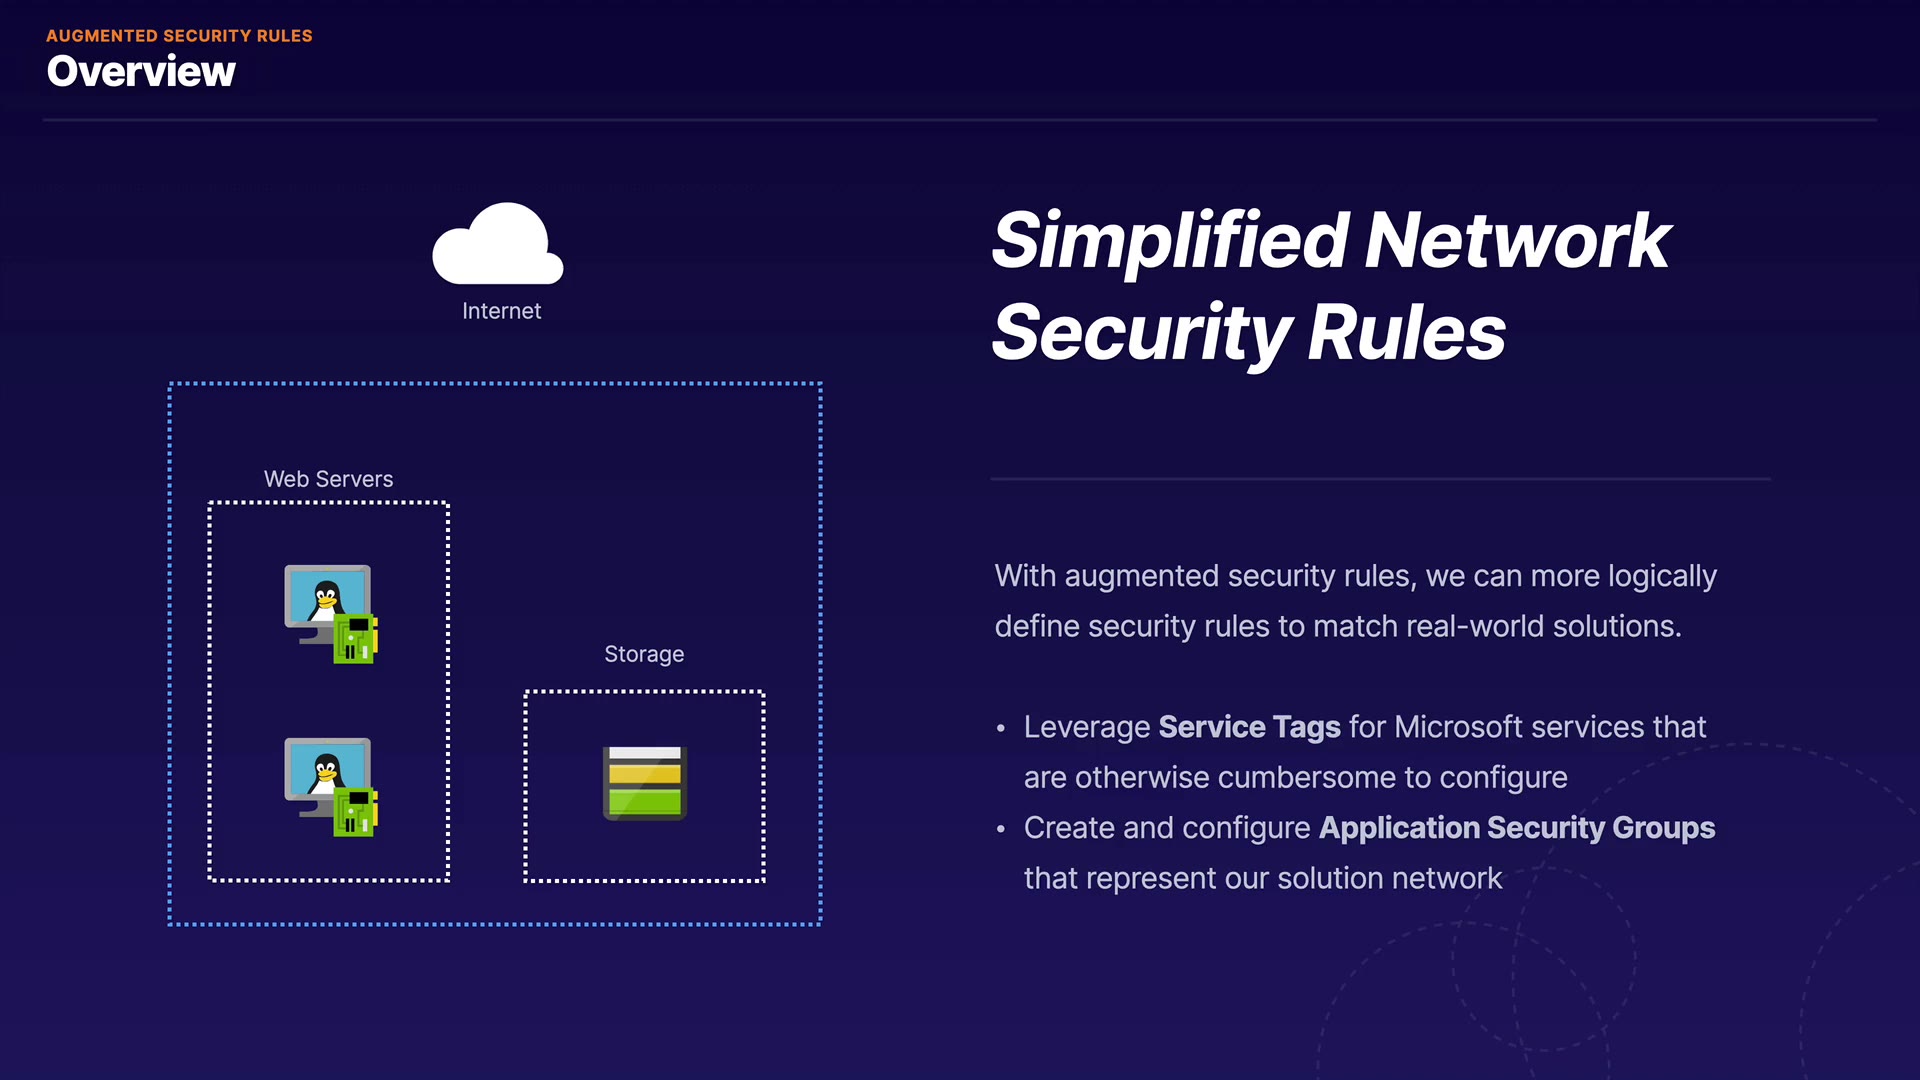 AUGMENTED SECURITY RULES
Overview
Internet
Web Servers
Storage
Simplified Network
Security Rules
With augmented security rules, we can more logically
define security rules to match real-world solutions.
• Leverage Service Tags for Microsoft services that
are otherwise cumbersome to configure
• Create and configure Application Security Groups
that represent our solution network